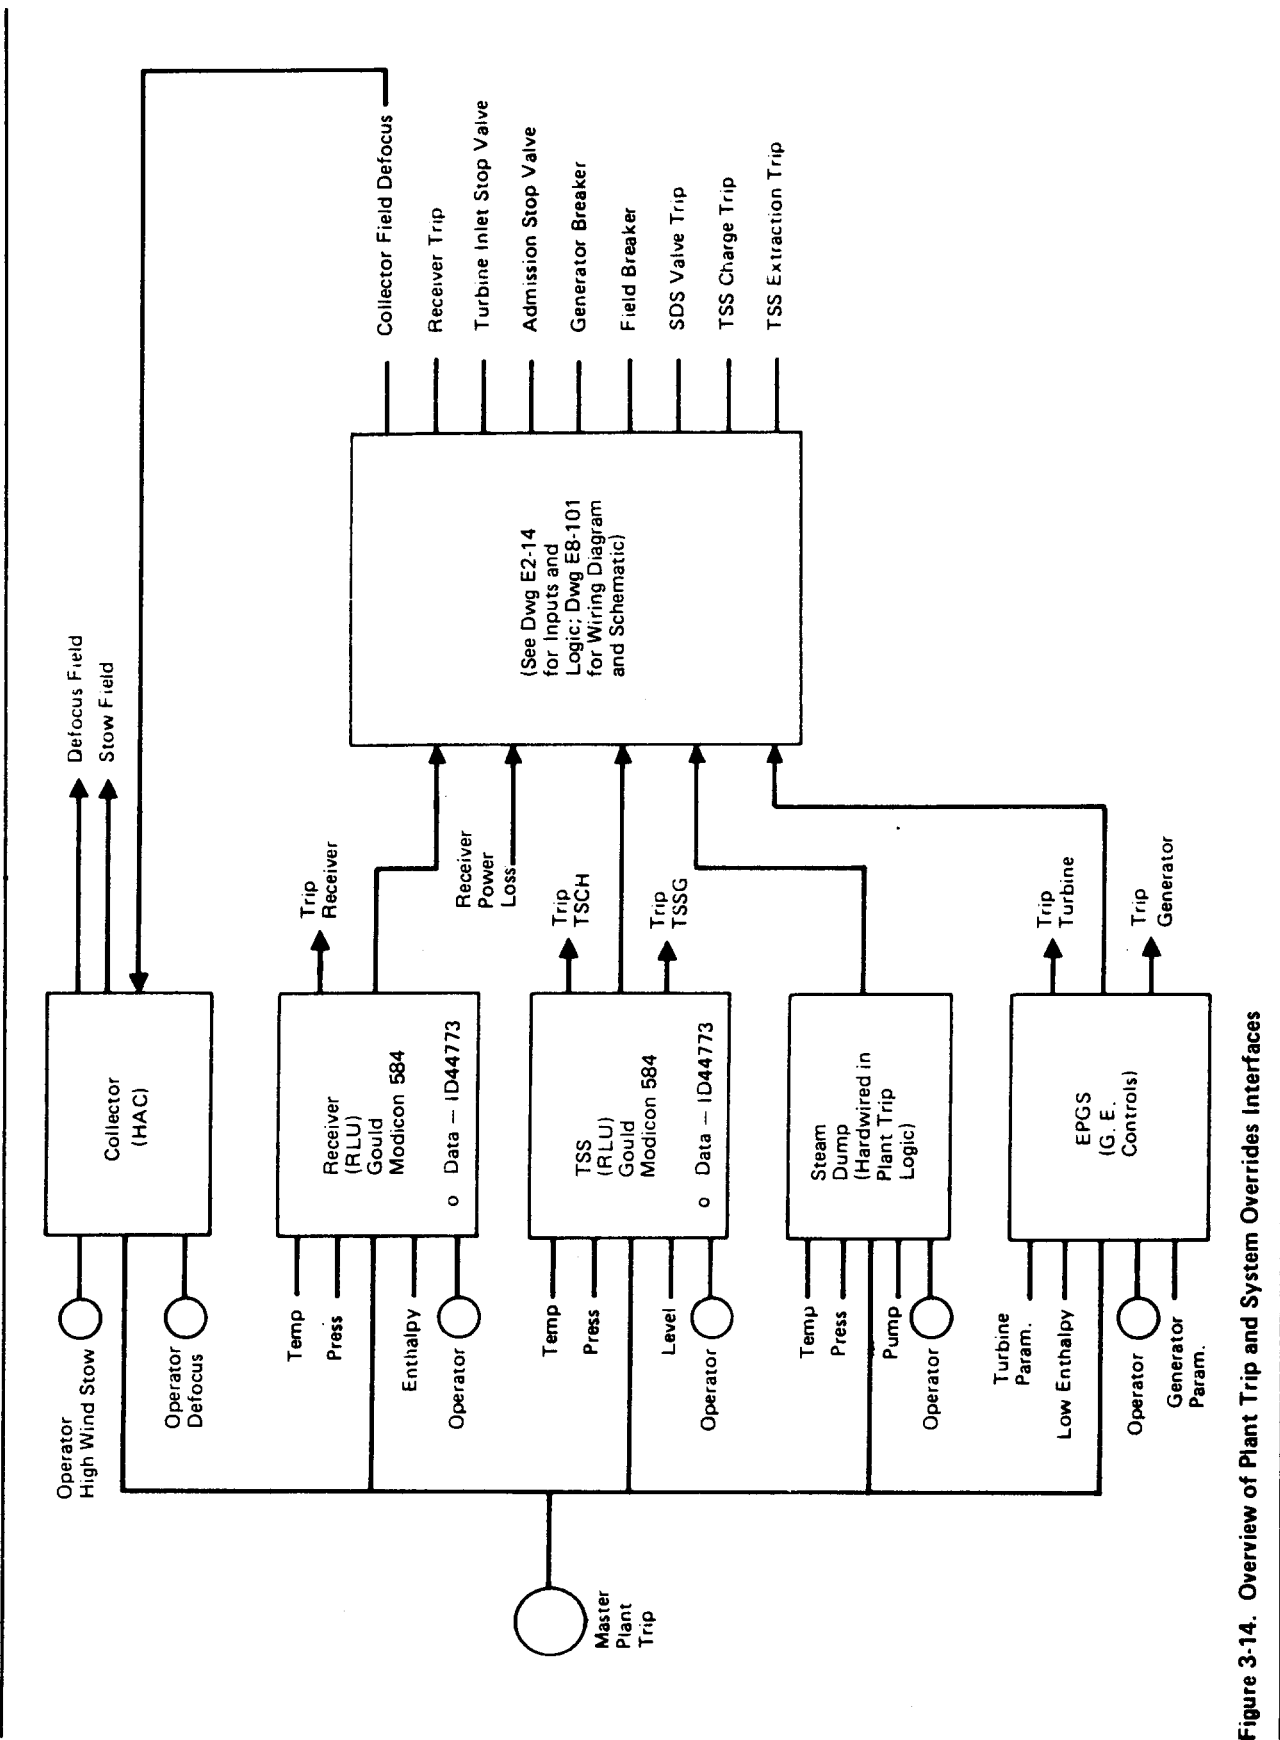 Master
Plant
Trip
Operator
High Wind Stow
Operator
Defocus
Collector
(HAC)
Defocus Field
Stow Field
Temp
Press
Enthalpy
Operator
Receiver
(RLU)
Gould
Modicon 584
o Data — ID44773
Trip
Receiver
Receiver
Power
Loss
Temp
Press
Level
Operator
TSS
(RLU)
Gould
Modicon 584
o Data — ID44773
Trip
TSCH
Trip
TSSG
Temp
Press
Pump
Operator
Steam
Dump
(Hardwired in
Plant Trip
Logic)
Turbine
Param.
Low Enthalpy
Operator
Generator
Param.
EPGS
(G. E.
Controls)
Trip
Turbine
Trip
Generator
(See Dwg E2-14
for Inputs and
Logic; Dwg E8-101
for Wiring Diagram
and Schematic)
Collector Field Defocus
Receiver Trip
Turbine Inlet Stop Valve
Admission Stop Valve
Generator Breaker
Field Breaker
SDS Valve Trip
TSS Charge Trip
TSS Extraction Trip
Figure 3-14. Overview of Plant Trip and System Overrides Interfaces